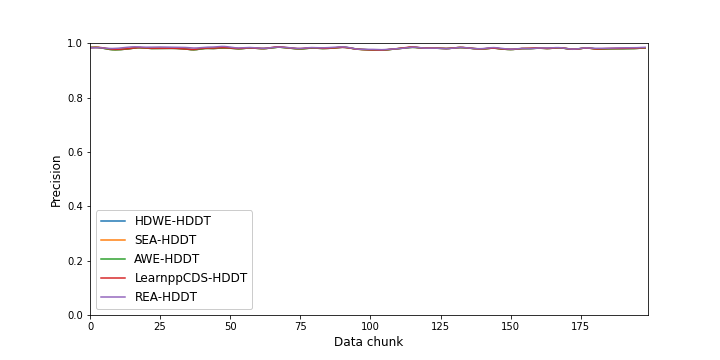 1.0
0.8
0.6
0.4
0.2
0.0
Precision
HDWE-HDDT
SEA-HDDT
AWE-HDDT
LearnppCDS-HDDT
REA-HDDT
0 25 50 75 100 125 150 175
Data chunk